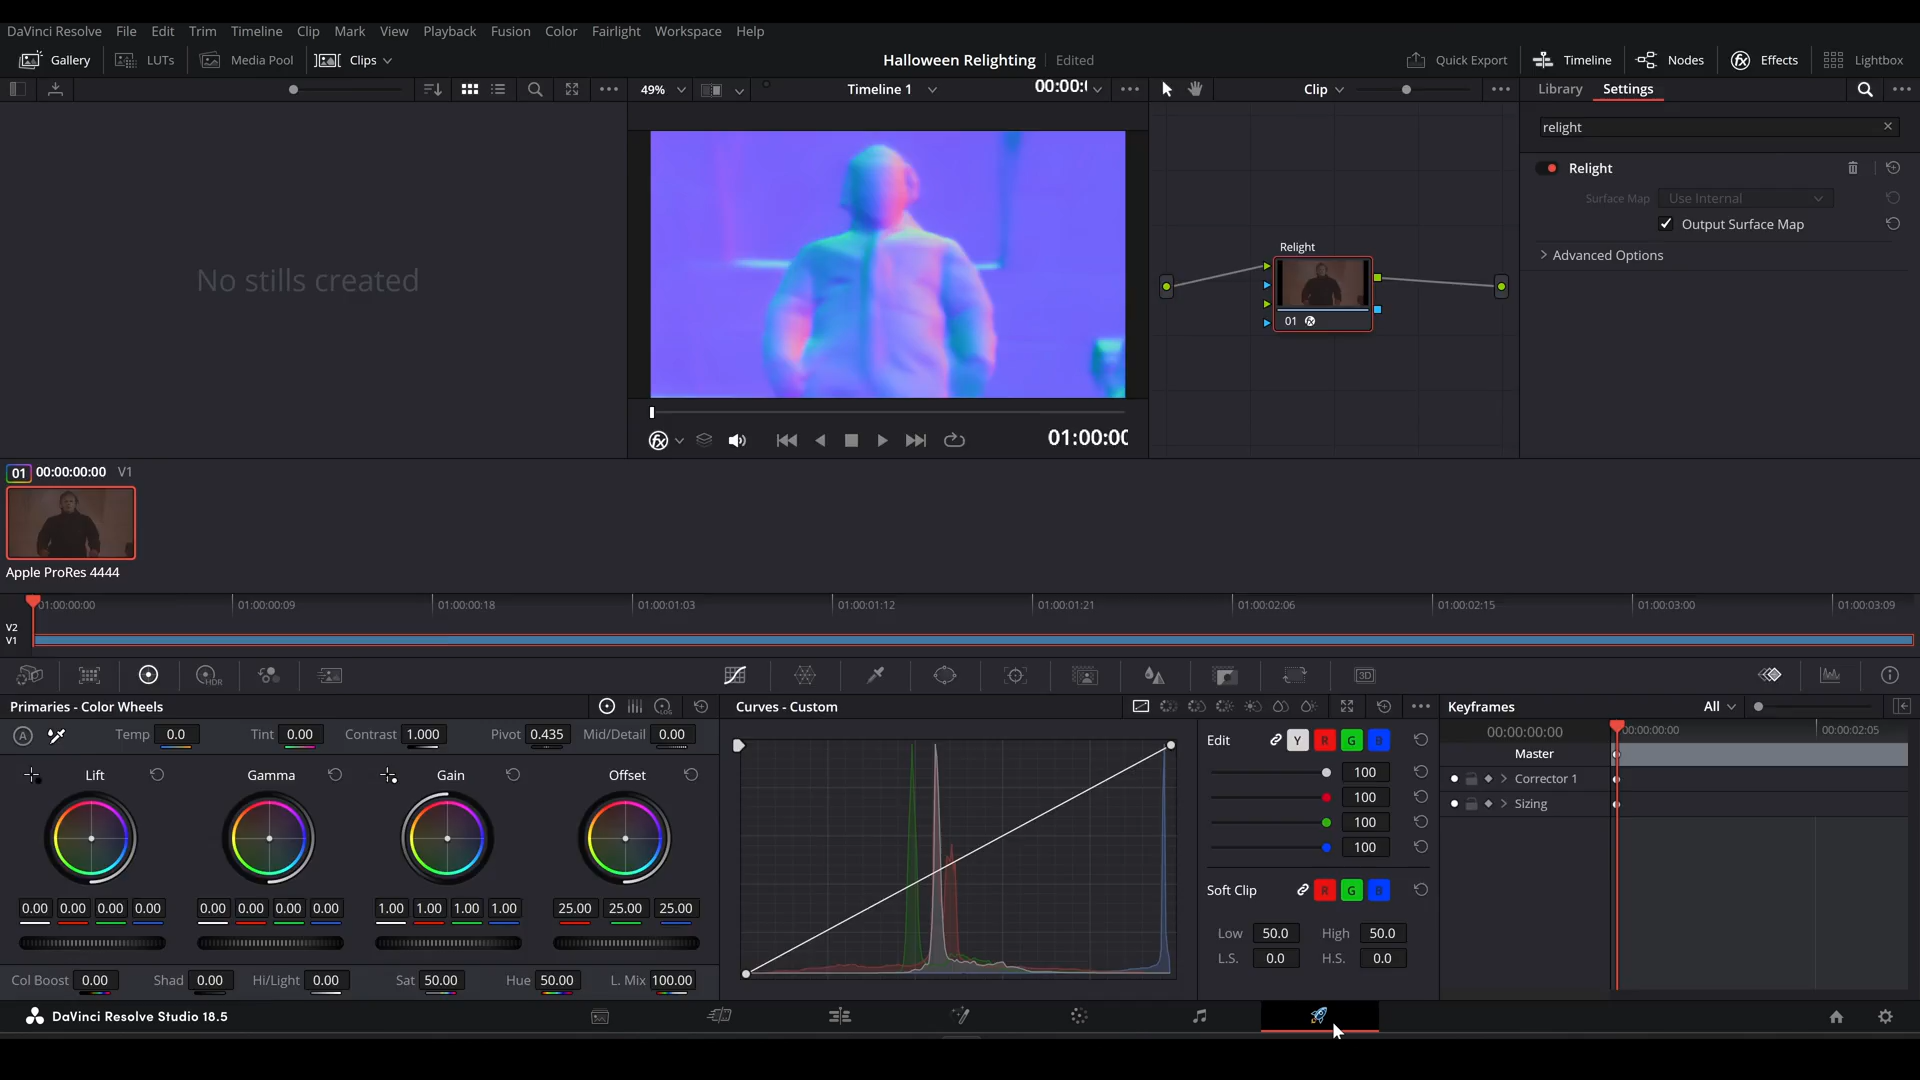 DaVinci Resolve File Edit Trim Timeline Clip Mark View Playback Fusion Color Fairlight Workspace Help
Gallery LUTs Media Pool Clips Halloween Relighting Edited Quick Export Timeline Nodes Effects Lightbox
49% Timeline 1 00:00:( Clip Library Settings
relight
Relight
Surface Map Use Internal
Output Surface Map
Advanced Options
No stills created
Relight
01
01:00:00
01 00:00:00:00 V1
Apple ProRes 4444
01:00:00:00 01:00:00:09 01:00:00:18 01:00:01:03 01:00:01:12 01:00:01:21 01:00:02:06 01:00:02:15 01:00:03:00 01:00:03:09
V2
V1
HDR 3D
Primaries - Color Wheels LOG Curves - Custom Keyframes All
A Temp 0.0 Tint 0.00 Contrast 1.000 Pivot 0.435 Mid/Detail 0.00
Lift Gamma Gain Offset
0.00 0.00 0.00 0.00 0.00 0.00 0.00 0.00 1.00 1.00 1.00 1.00 25.00 25.00 25.00
Col Boost 0.00 Shad 0.00 Hi/Light 0.00 Sat 50.00 Hue 50.00 L. Mix 100.00
Edit Y R G B
100
100
100
100
Soft Clip R G B
Low 50.0 High 50.0
L.S. 0.0 H.S. 0.0
00:00:00:00 00:00:00:00 00:00:02:05
Master
Corrector 1
Sizing
DaVinci Resolve Studio 18.5